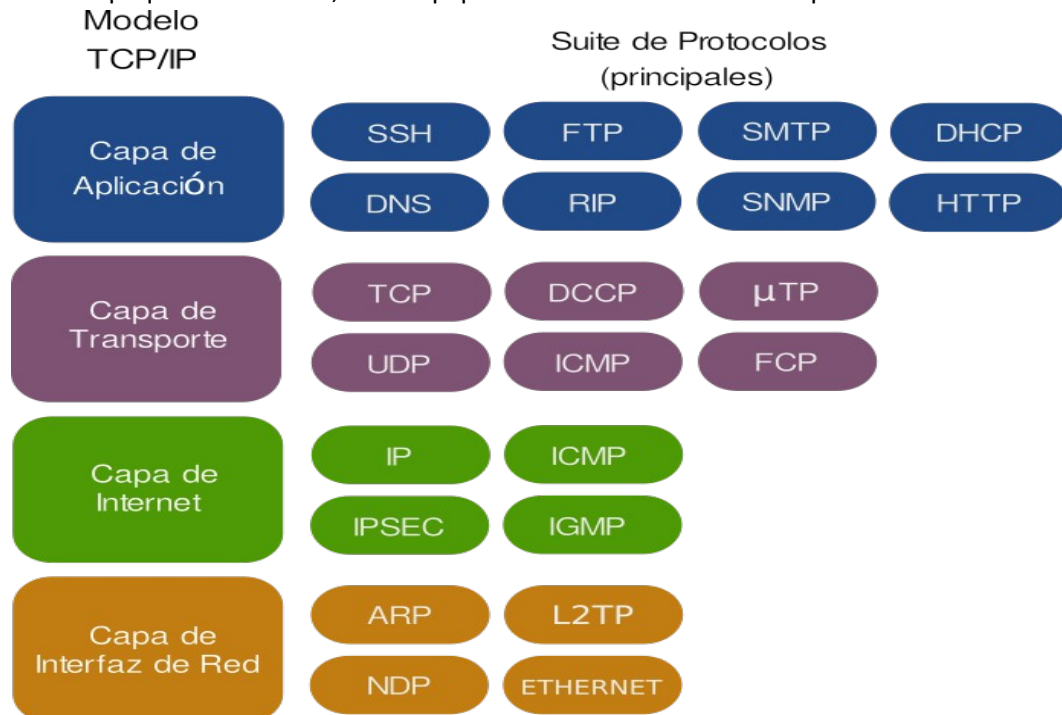 Modelo
TCP/IP
Suite de Protocolos
(principales)
Capa de
Aplicación
SSH FTP SMTP DHCP
DNS RIP SNMP HTTP
Capa de
Transporte
TCP DCCP µTP
UDP ICMP FCP
Capa de
Internet
IP ICMP
IPSEC IGMP
Capa de
Interfaz de Red
ARP L2TP
NDP ETHERNET